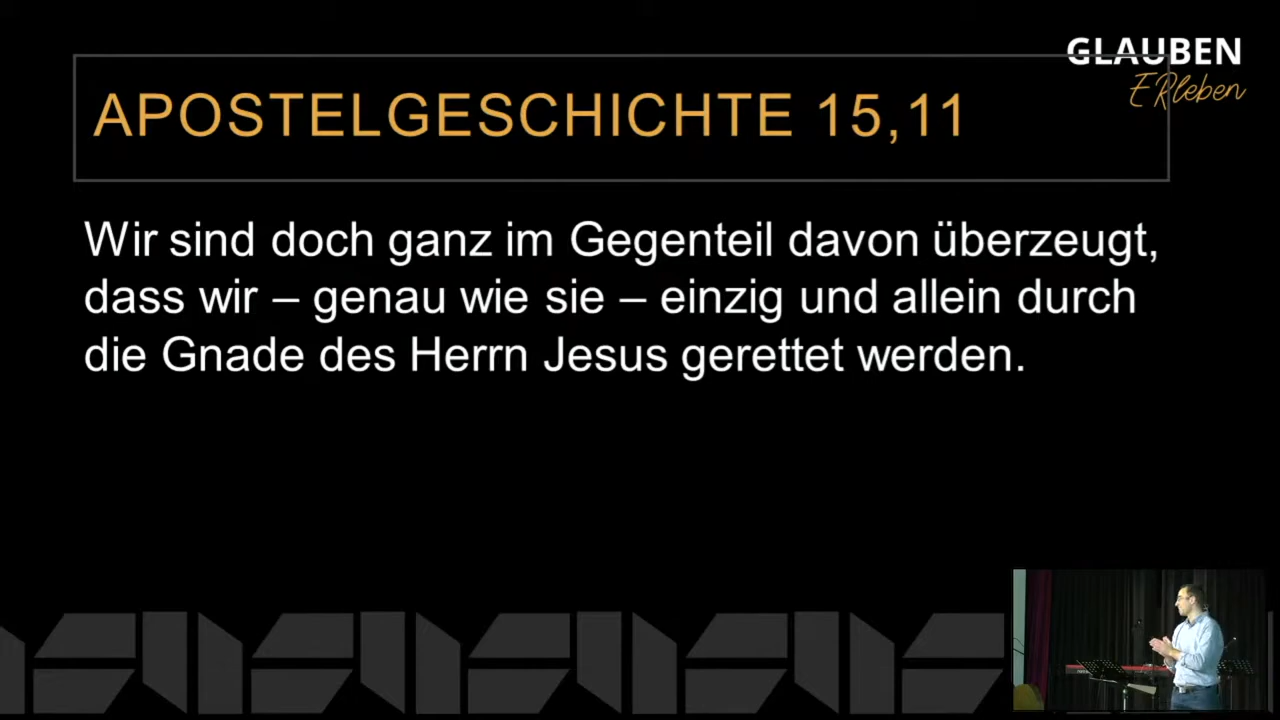 GLAUBEN
ERleben
APOSTELGESCHICHTE 15,11
Wir sind doch ganz im Gegenteil davon überzeugt,
dass wir – genau wie sie – einzig und allein durch
die Gnade des Herrn Jesus gerettet werden.